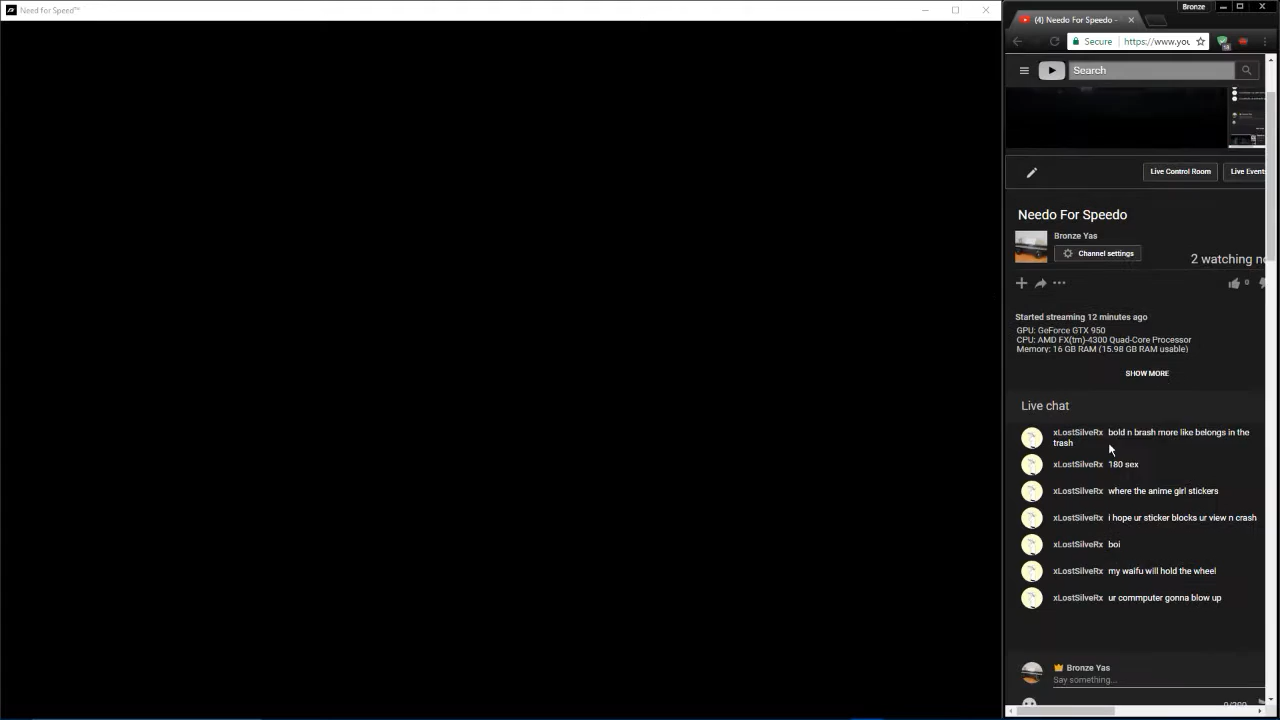 Need for Speed™
Bronze
(4) Needo For Speedo -
Secure https://www.you
18
Search
Live Control Room
Live Events
Needo For Speedo
Bronze Yas
Channel settings
2 watching no
0
Started streaming 12 minutes ago
GPU: GeForce GTX 950
CPU: AMD FX(tm)-4300 Quad-Core Processor
Memory: 16 GB RAM (15.98 GB RAM usable)
SHOW MORE
Live chat
xLostSilveRx bold n brash more like belongs in the
trash
xLostSilveRx 180 sex
xLostSilveRx where the anime girl stickers
xLostSilveRx i hope ur sticker blocks ur view n crash
xLostSilveRx boi
xLostSilveRx my waifu will hold the wheel
xLostSilveRx ur commputer gonna blow up
Bronze Yas
Say something...
0/200